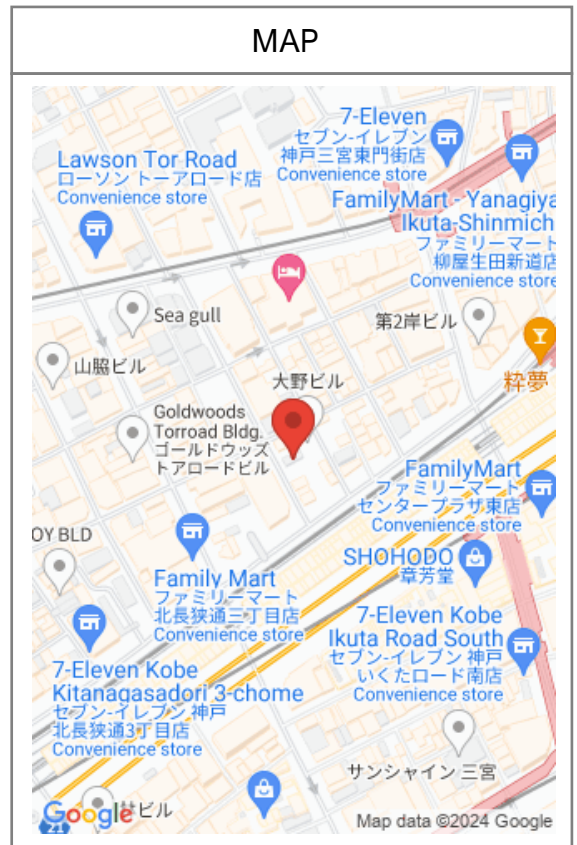 MAP
7-Eleven
セブン-イレブン
神戸三宮東門街店
Convenience store
Lawson Tor Road
ローソン トーアロード店
Convenience store
FamilyMart - Yanagiya
Ikuta-Shinmich
ファミリーマート
柳屋生田新道店
Convenience store
Sea gull
第2岸ビル
山脇ビル
大野ビル
粋夢
Goldwoods
Torroad Bldg.
ゴールドウッズ
トアロードビル
FamilyMart
ファミリーマート
センタープラザ東店
Convenience store
OY BLD
SHOHODO
章芳堂
Family Mart
ファミリーマート
北長狭通三丁目店
Convenience store
7-Eleven Kobe
Ikuta Road South
セブン-イレブン 神戸
いくたロード南店
Convenience store
7-Eleven Kobe
Kitanagasadori 3-chome
セブン-イレブン 神戸
北長狭通3丁目店
Convenience store
サンシャイン 三宮
Google
ビル
21
Map data ©2024 Google